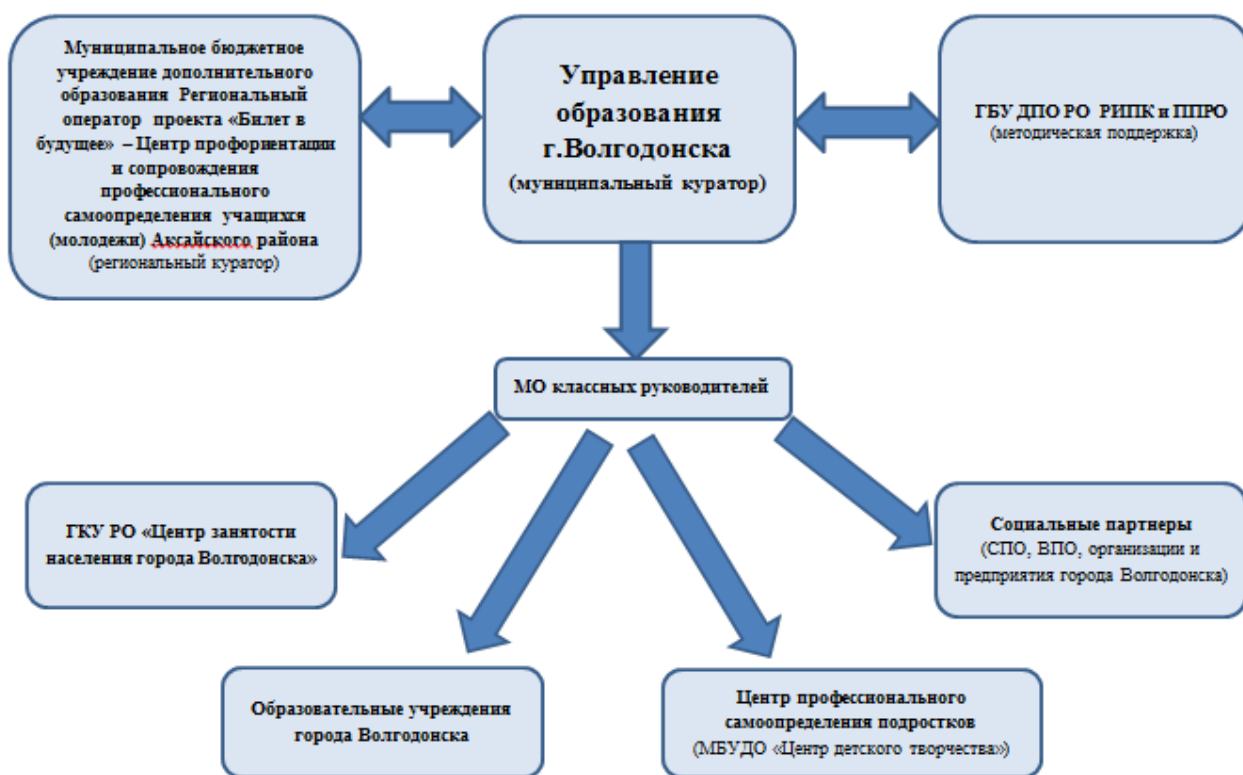 Муниципальное бюджетное
учреждение дополнительного
образования Региональный
оператор проекта «Билет в
будущее» – Центр профориентации
и сопровождения
профессионального
самоопределения учащихся
(молодежи) Аксайского района
(региональный куратор)
Управление
образования
г.Волгодонска
(муниципальный куратор)
ГБУ ДПО РО РИПК и ППРО
(методическая поддержка)
МО классных руководителей
ГКУ РО «Центр занятости
населения города Волгодонска»
Социальные партнеры
(СПО, ВПО, организации и
предприятия города Волгодонска)
Образовательные учреждения
города Волгодонска
Центр профессионального
самоопределения подростков
(МБУДО «Центр детского творчества»)